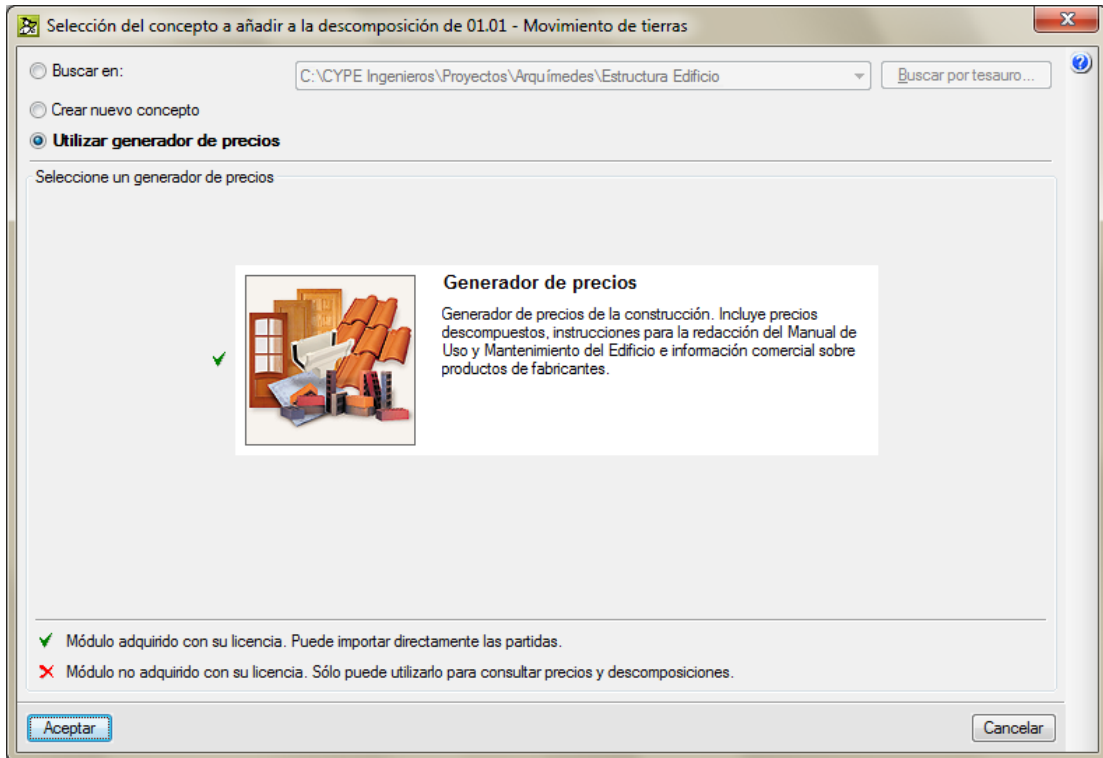 Selección del concepto a añadir a la descomposición de 01.01 - Movimiento de tierras
Buscar en:
C:\CYPE Ingenieros\Proyectos\Arquímedes\Estructura Edificio
Buscar por tesauro...
Crear nuevo concepto
Utilizar generador de precios
Seleccione un generador de precios
Generador de precios
Generador de precios de la construcción. Incluye precios
descompuestos, instrucciones para la redacción del Manual de
Uso y Mantenimiento del Edificio e información comercial sobre
productos de fabricantes.
Módulo adquirido con su licencia. Puede importar directamente las partidas.
Módulo no adquirido con su licencia. Sólo puede utilizarlo para consultar precios y descomposiciones.
Aceptar
Cancelar